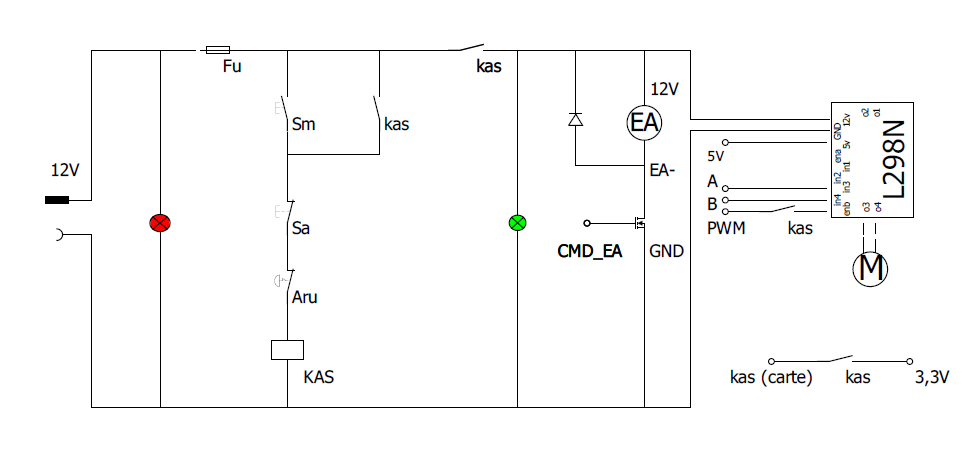 Fu
kas
12V
EA
EA-
Sm
kas
12V
Sa
Aru
KAS
CMD_EA
GND
5V
A
B
PWM
kas
L298N
12v
GND
5v
ena
in1
in2
in3
in4
enb
o2
o1
o3
o4
M
kas (carte)
kas
3,3V